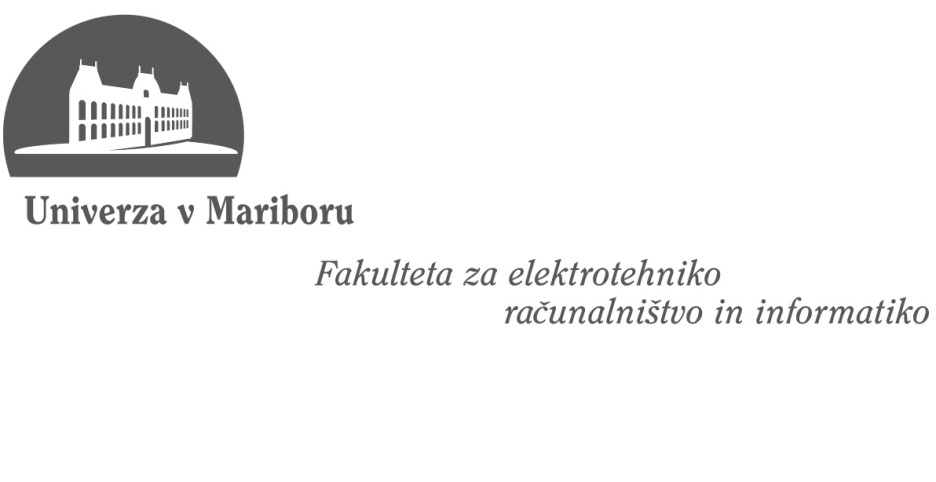 Univerza v Mariboru
Fakulteta za elektrotehniko
računalništvo in informatiko